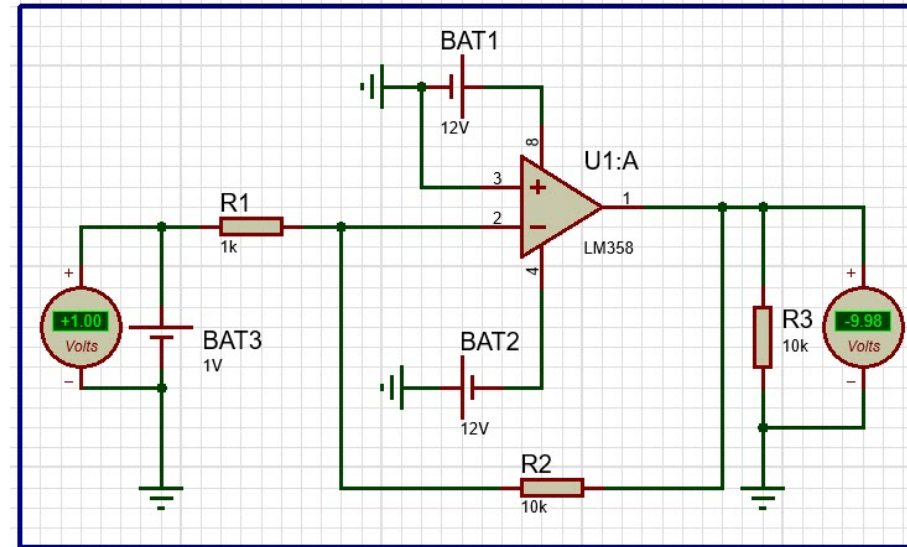 BAT1
12V
8
U1:A
3
+
1
2
−
LM358
4
R1
1k
+
+1.00
Volts
−
BAT3
1V
BAT2
12V
R3
10k
+
-9.98
Volts
−
R2
10k